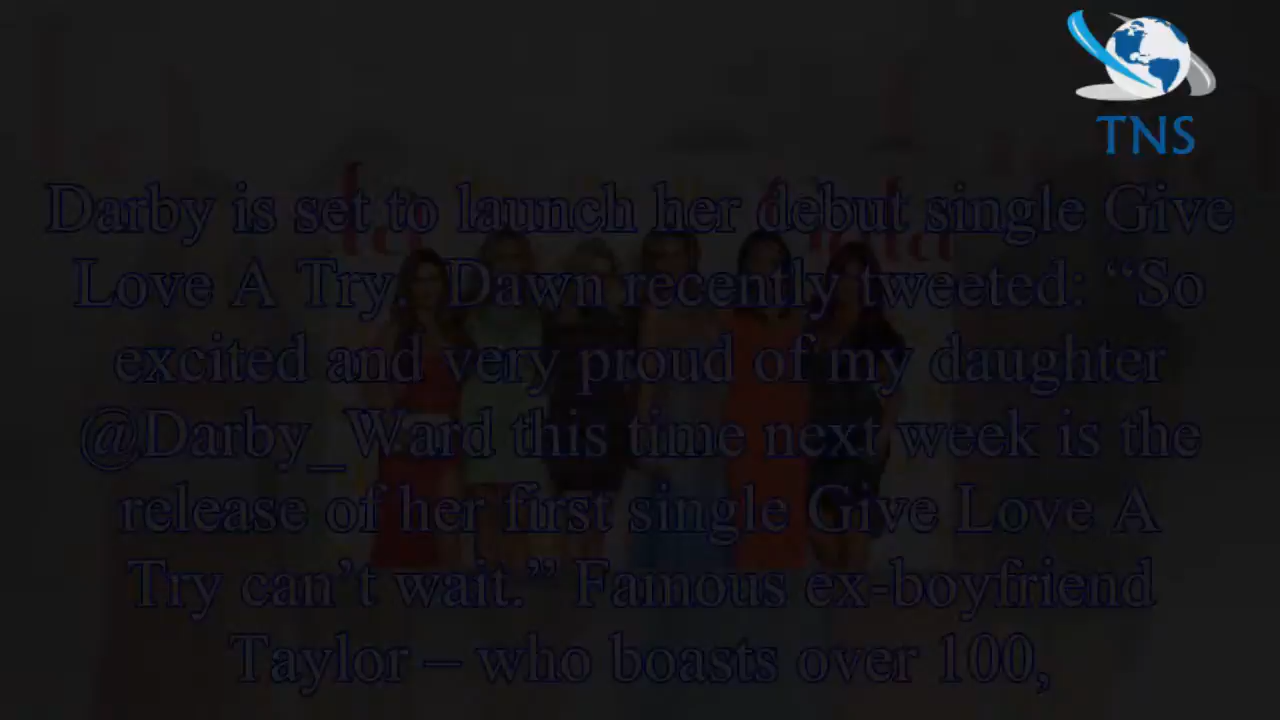 TNS
Darby is set to launch her debut single Give
Love A Try. Dawn recently tweeted: “So
excited and very proud of my daughter
@Darby_Ward this time next week is the
release of her first single Give Love A
Try can’t wait.” Famous ex-boyfriend
Taylor – who boasts over 100,